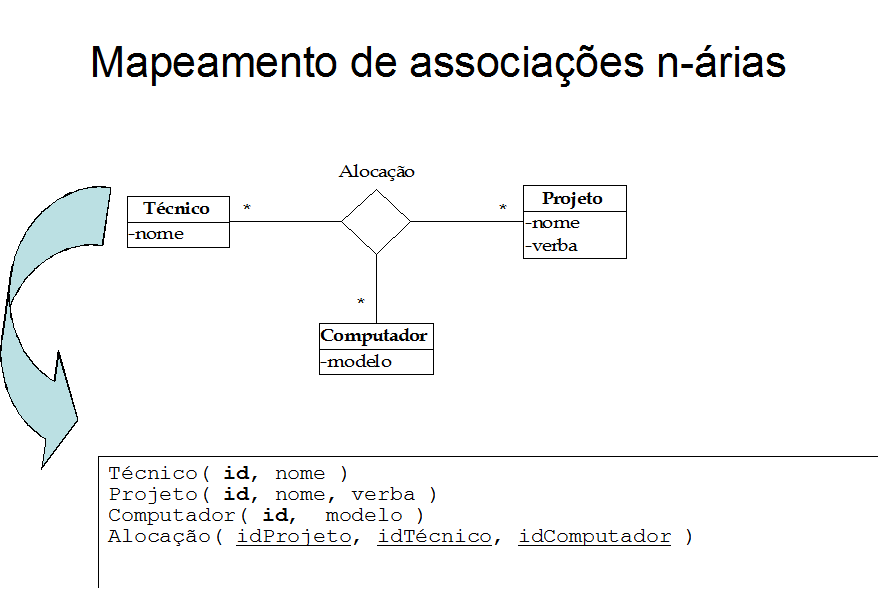 Mapeamento de associações n-árias
Alocação
Técnico
-nome
*
*
Projeto
-nome
-verba
*
Computador
-modelo
Técnico( id, nome )
Projeto( id, nome, verba )
Computador( id, modelo )
Alocação( idProjeto, idTécnico, idComputador )